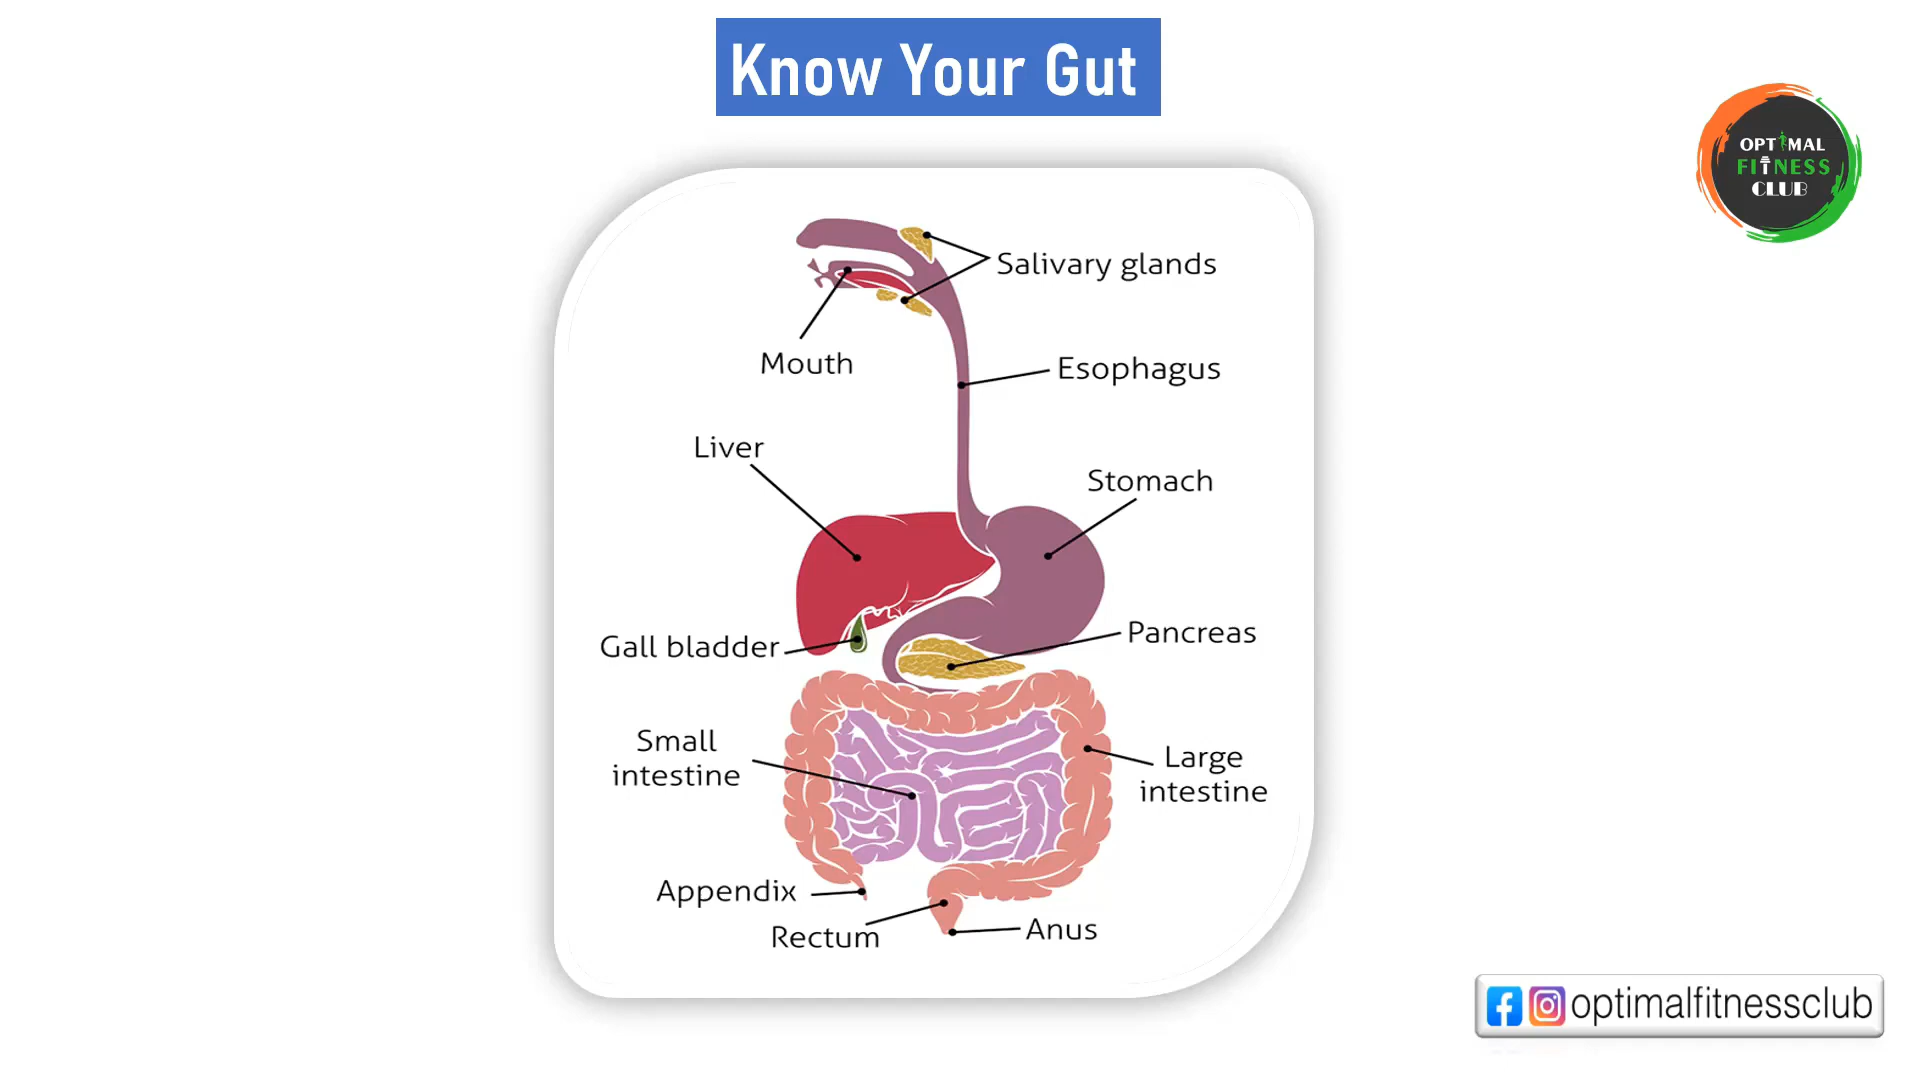 Know Your Gut
OPTIMAL
FITNESS
CLUB
Salivary glands
Mouth
Esophagus
Liver
Stomach
Gall bladder
Pancreas
Small
intestine
Large
intestine
Appendix
Rectum
Anus
optimalfitnessclub